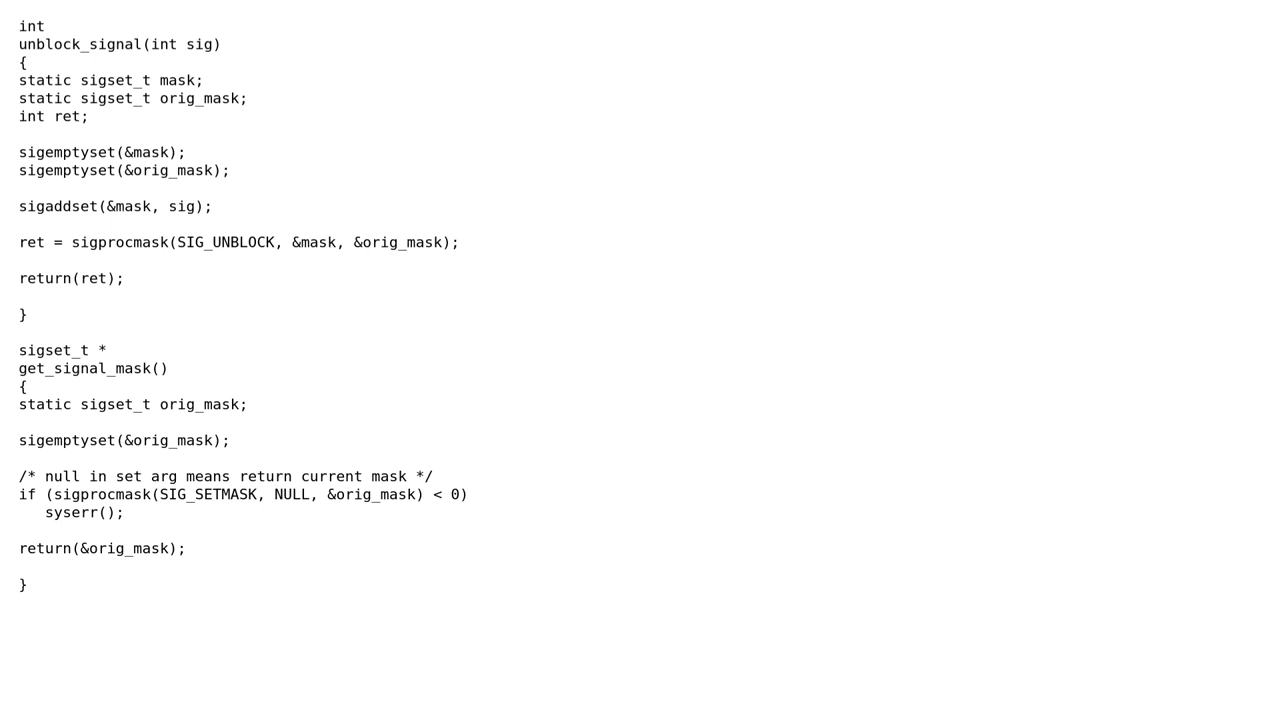 int
unblock_signal(int sig)
{
static sigset_t mask;
static sigset_t orig_mask;
int ret;

sigemptyset(&mask);
sigemptyset(&orig_mask);

sigaddset(&mask, sig);

ret = sigprocmask(SIG_UNBLOCK, &mask, &orig_mask);

return(ret);

}

sigset_t *
get_signal_mask()
{
static sigset_t orig_mask;

sigemptyset(&orig_mask);

/* null in set arg means return current mask */
if (sigprocmask(SIG_SETMASK, NULL, &orig_mask) < 0)
   syserr();

return(&orig_mask);

}